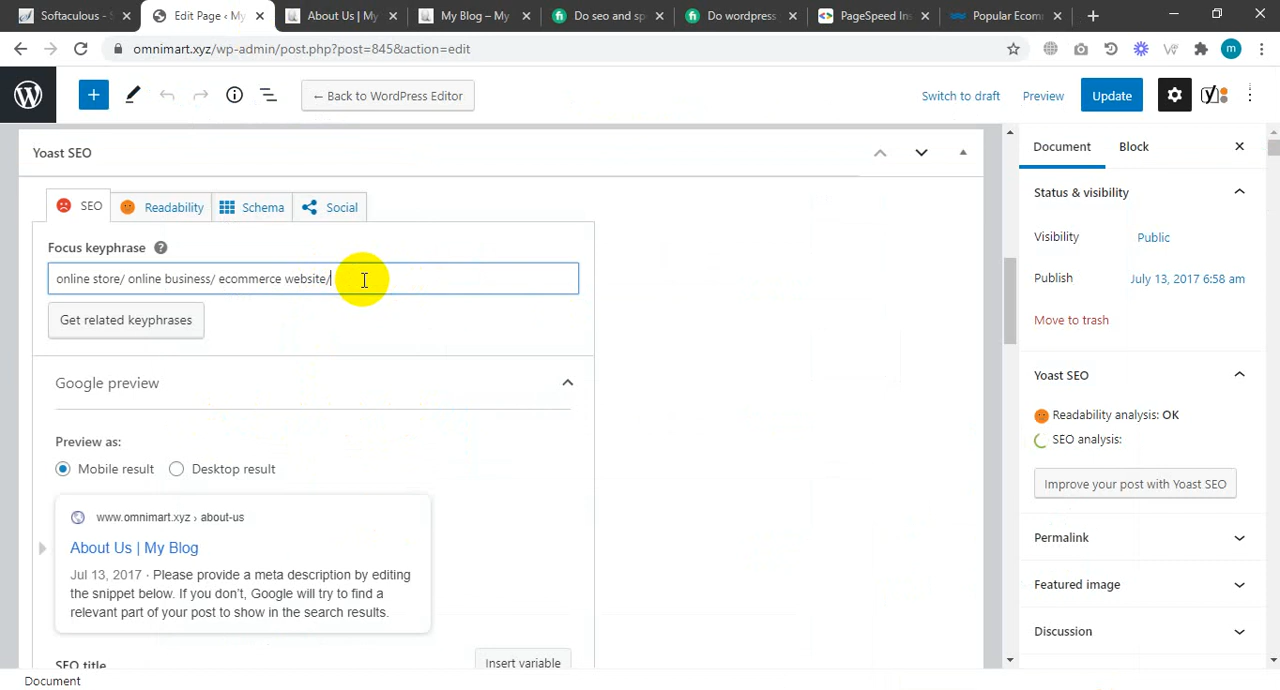 Softaculous - S
Edit Page ‹ My
About Us | My
My Blog – My
Do seo and sp
Do wordpress
PageSpeed Ins
Popular Ecom
omnimart.xyz/wp-admin/post.php?post=845&action=edit
m
← Back to WordPress Editor
Switch to draft
Preview
Update
Yoast SEO
SEO
Readability
Schema
Social
Focus keyphrase
online store/ online business/ ecommerce website/
Get related keyphrases
Google preview
Preview as:
Mobile result
Desktop result
www.omnimart.xyz › about-us
About Us | My Blog
Jul 13, 2017 · Please provide a meta description by editing
the snippet below. If you don't, Google will try to find a
relevant part of your post to show in the search results.
SEO title
Insert variable
Document
Document
Block
Status & visibility
Visibility
Public
Publish
July 13, 2017 6:58 am
Move to trash
Yoast SEO
Readability analysis: OK
SEO analysis:
Improve your post with Yoast SEO
Permalink
Featured image
Discussion